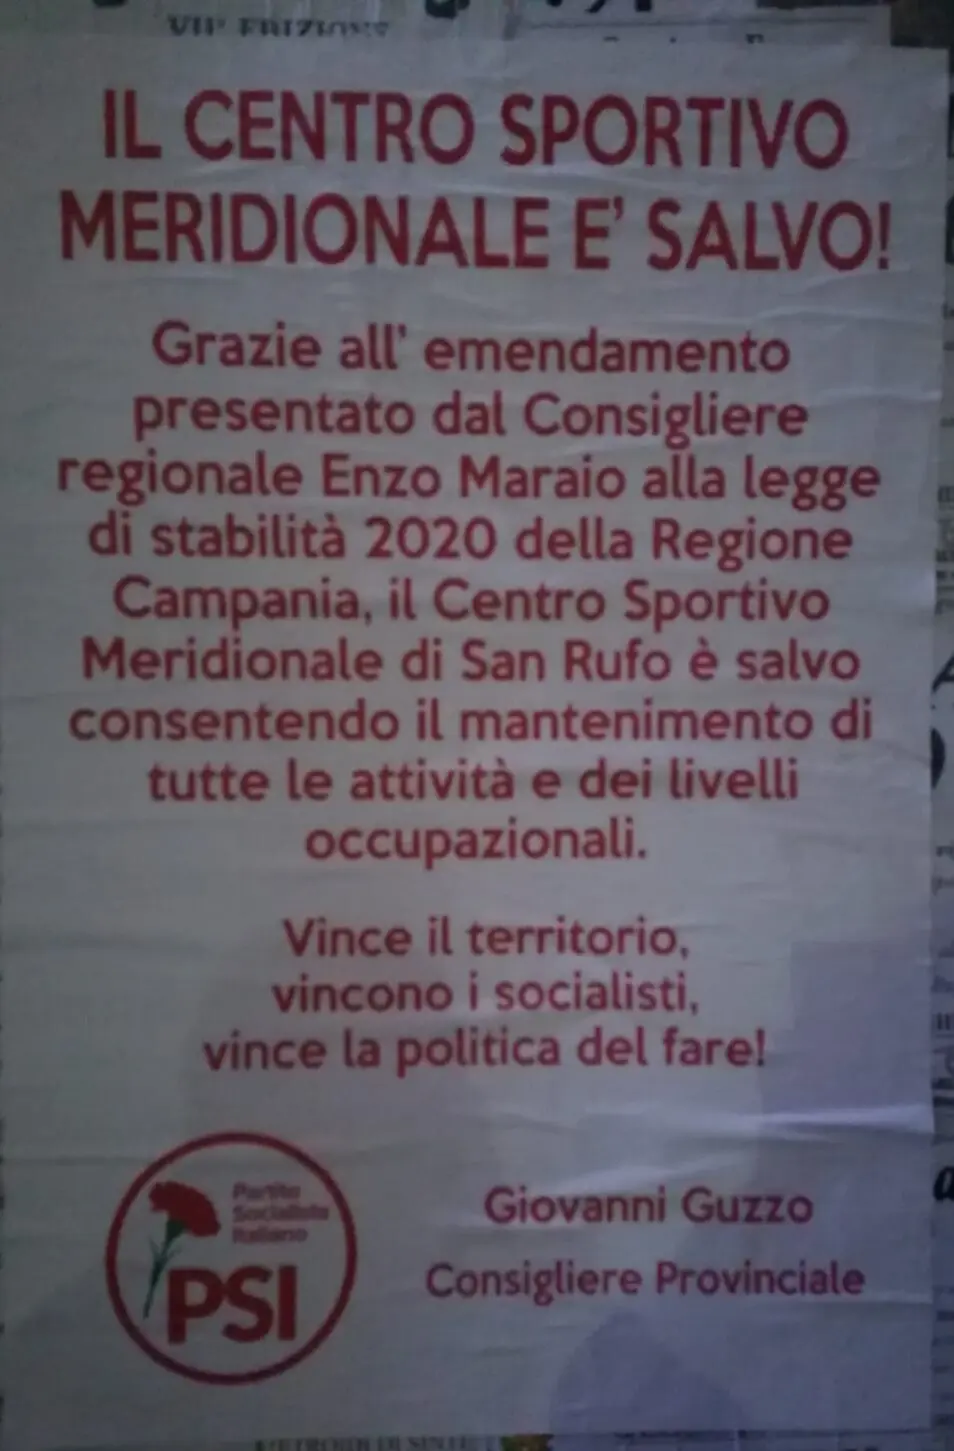 VIIª EDIZIONE
IL CENTRO SPORTIVO
MERIDIONALE E' SALVO!
Grazie all' emendamento
presentato dal Consigliere
regionale Enzo Maraio alla legge
di stabilità 2020 della Regione
Campania, il Centro Sportivo
Meridionale di San Rufo è salvo
consentendo il mantenimento di
tutte le attività e dei livelli
occupazionali.
Vince il territorio,
vincono i socialisti,
vince la politica del fare!
Partito
Socialista
Italiano
PSI
Giovanni Guzzo
Consigliere Provinciale